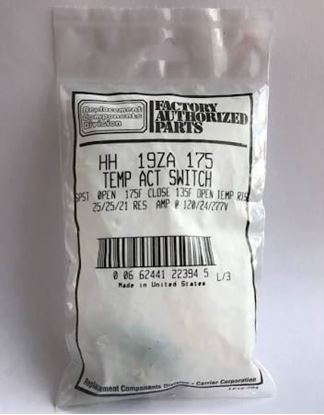 Replacement
Components
Division
FACTORY
AUTHORIZED
PARTS
HH 19ZA 175
TEMP ACT SWITCH
SPST OPEN 175F CLOSE 135F OPEN TEMP RIS
25/25/21 RES AMP @ 120/24/277V
0 06 62441 22394 5
L/3
Made in United States
Replacement Components Division - Carrier Corporation